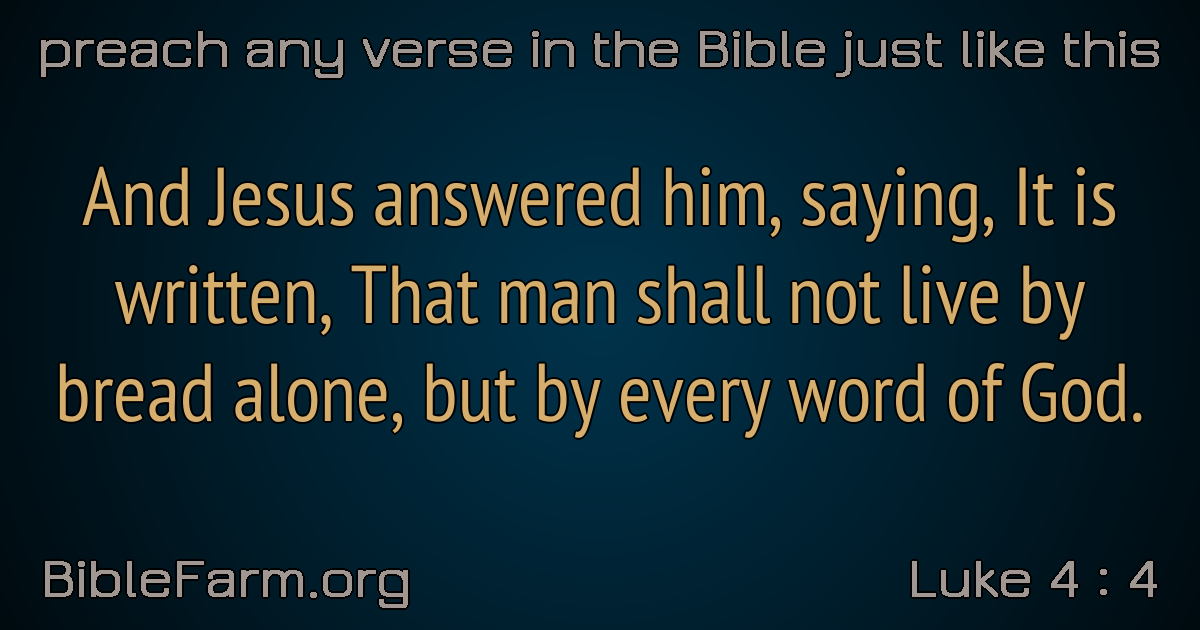 preach any verse in the Bible just like this
And Jesus answered him, saying, It is
written, That man shall not live by
bread alone, but by every word of God.
BibleFarm.org
Luke 4 : 4